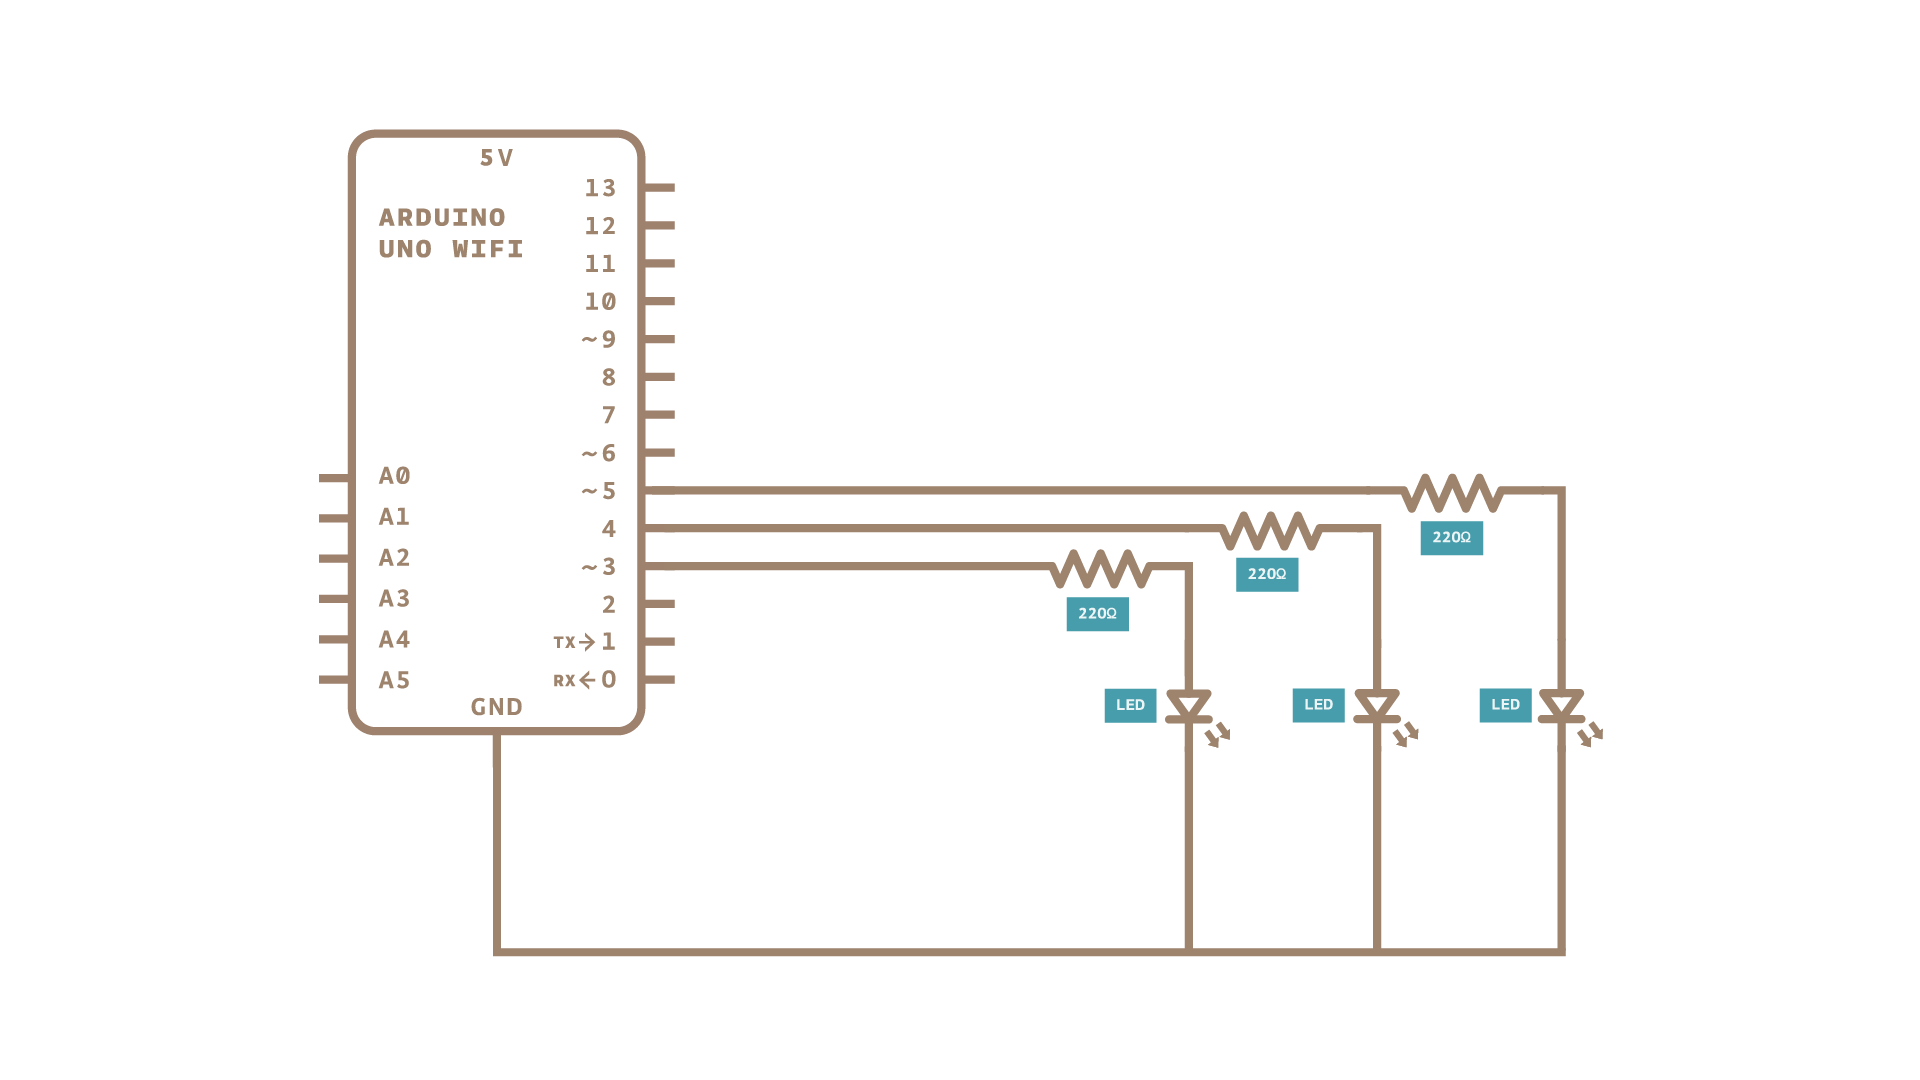 5V
ARDUINO
UNO WIFI
13
12
11
10
~9
8
7
~6
~5
4
~3
2
TX→1
RX←0
A0
A1
A2
A3
A4
A5
GND
220Ω
220Ω
220Ω
LED
LED
LED